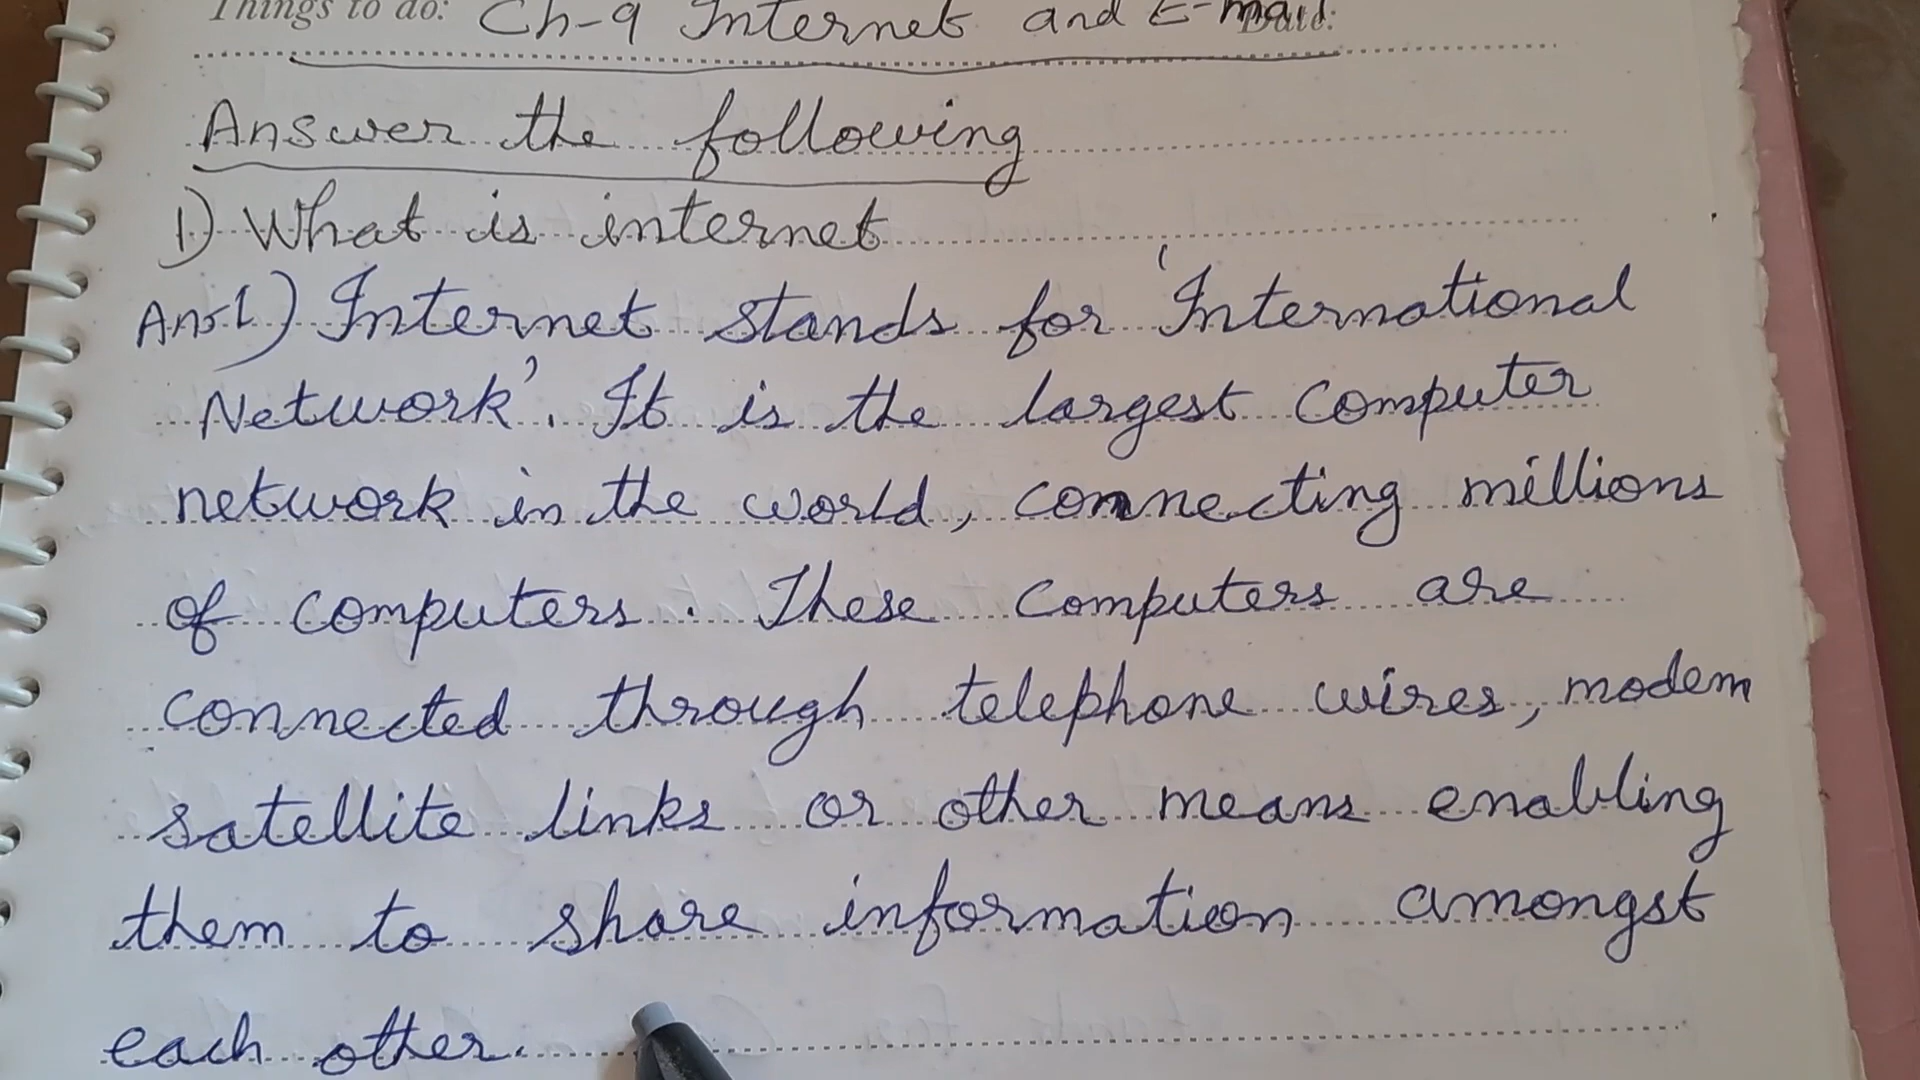 Things to do: Ch-9 Internet and E-mail Date:
Answer the following
1) What is internet
Ans1) Internet stands for 'International
Network'. It is the largest computer
network in the world, connecting millions
of computers. These computers are
connected through telephone wires, modem
satellite links or other means enabling
them to share information amongst
each other.